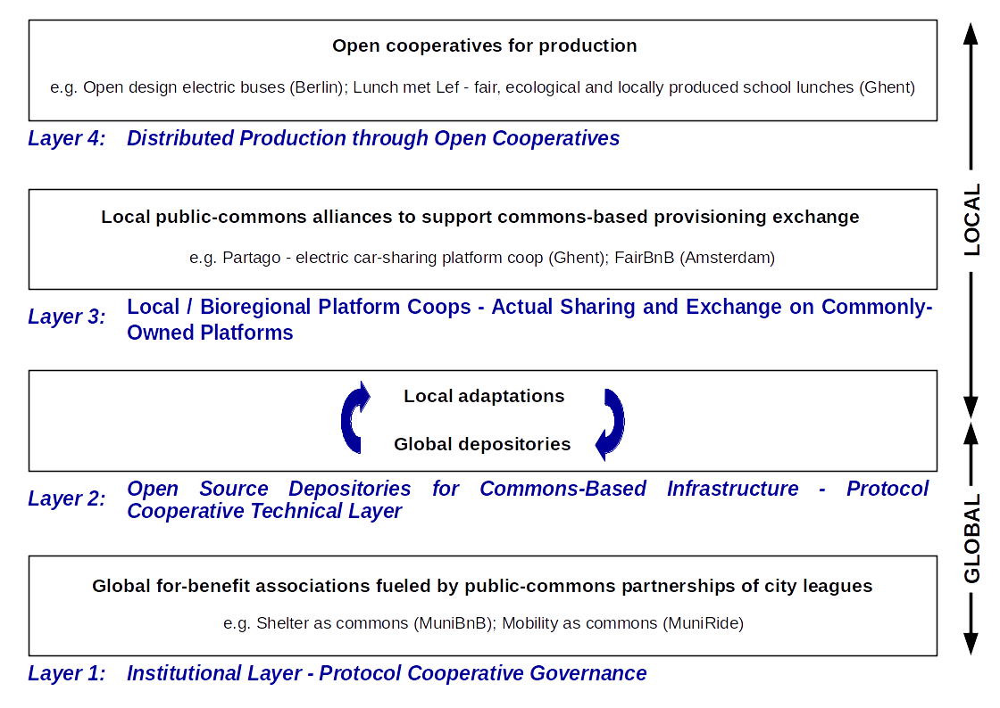 Open cooperatives for production
e.g. Open design electric buses (Berlin); Lunch met Lef - fair, ecological and locally produced school lunches (Ghent)
Layer 4: Distributed Production through Open Cooperatives
Local public-commons alliances to support commons-based provisioning exchange
e.g. Partago - electric car-sharing platform coop (Ghent); FairBnB (Amsterdam)
Layer 3: Local / Bioregional Platform Coops - Actual Sharing and Exchange on Commonly-
Owned Platforms
LOCAL
Local adaptations
Global depositories
Layer 2: Open Source Depositories for Commons-Based Infrastructure - Protocol
Cooperative Technical Layer
Global for-benefit associations fueled by public-commons partnerships of city leagues
e.g. Shelter as commons (MuniBnB); Mobility as commons (MuniRide)
Layer 1: Institutional Layer - Protocol Cooperative Governance
GLOBAL